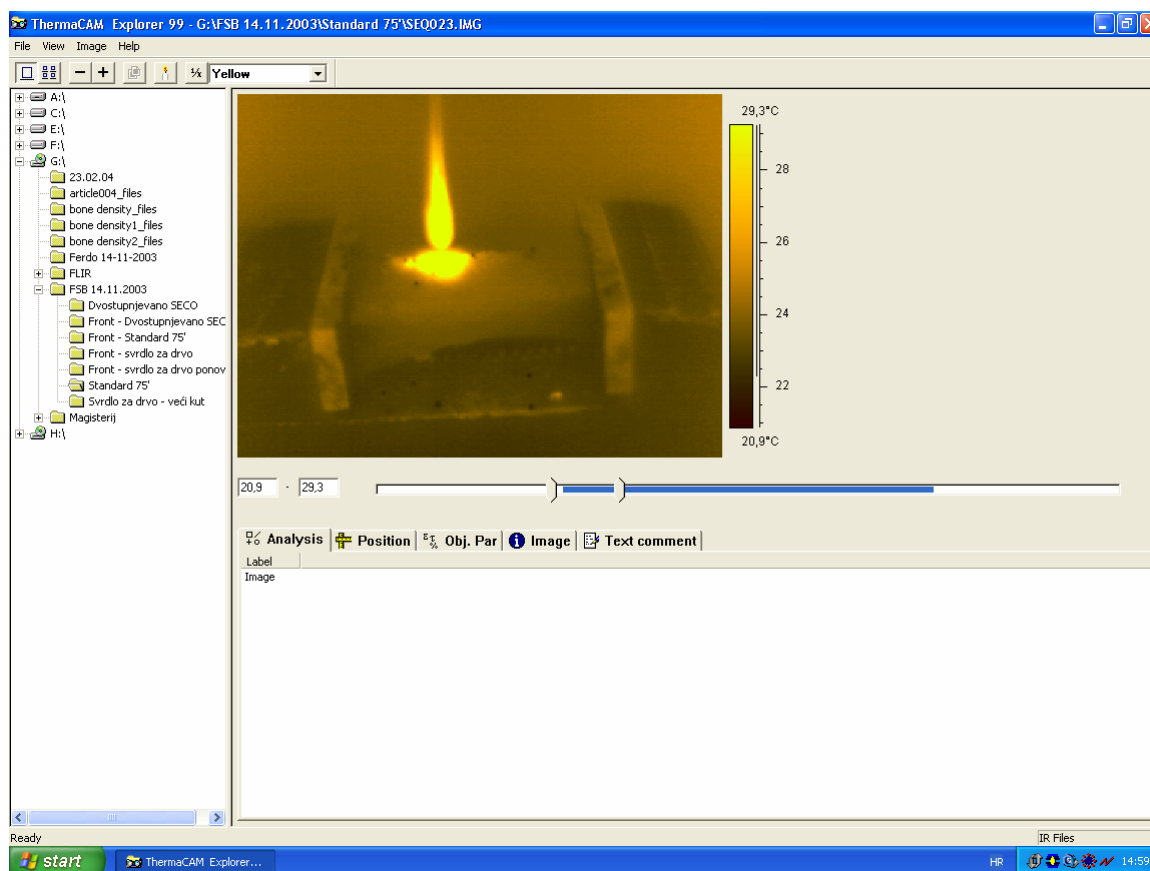 ThermaCAM Explorer 99 - G:\FSB 14.11.2003\Standard 75'\SEQ023.IMG
File View Image Help
Yellow
A:\
C:\
E:\
F:\
G:\
23.02.04
article004_files
bone density_files
bone density1_files
bone density2_files
Ferdo 14-11-2003
FLIR
FSB 14.11.2003
Dvostupnjevano SECO
Front - Dvostupnjevano SEC
Front - Standard 75'
Front - svrdlo za drvo
Front - svrdlo za drvo ponov
Standard 75'
Svrdlo za drvo - veći kut
Magisterij
H:\
29,3°C
28
26
24
22
20,9°C
20,9 - 29,3
Analysis Position Obj. Par Image Text comment
Label
Image
Ready IR Files
start ThermaCAM Explorer... HR 14:59